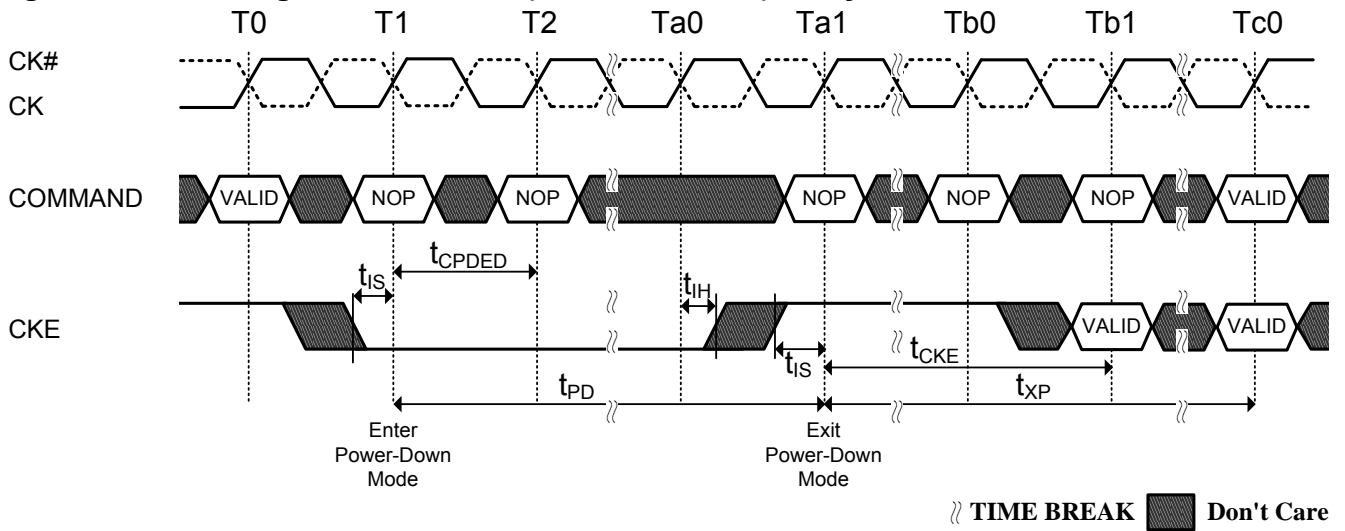 T0 T1 T2 Ta0 Ta1 Tb0 Tb1 Tc0
CK#
CK
COMMAND VALID NOP NOP NOP NOP NOP VALID
tIS tCPDED tIH
CKE VALID VALID
tIS tCKE
tPD tXP
Enter
Power-Down
Mode
Exit
Power-Down
Mode
TIME BREAK Don't Care